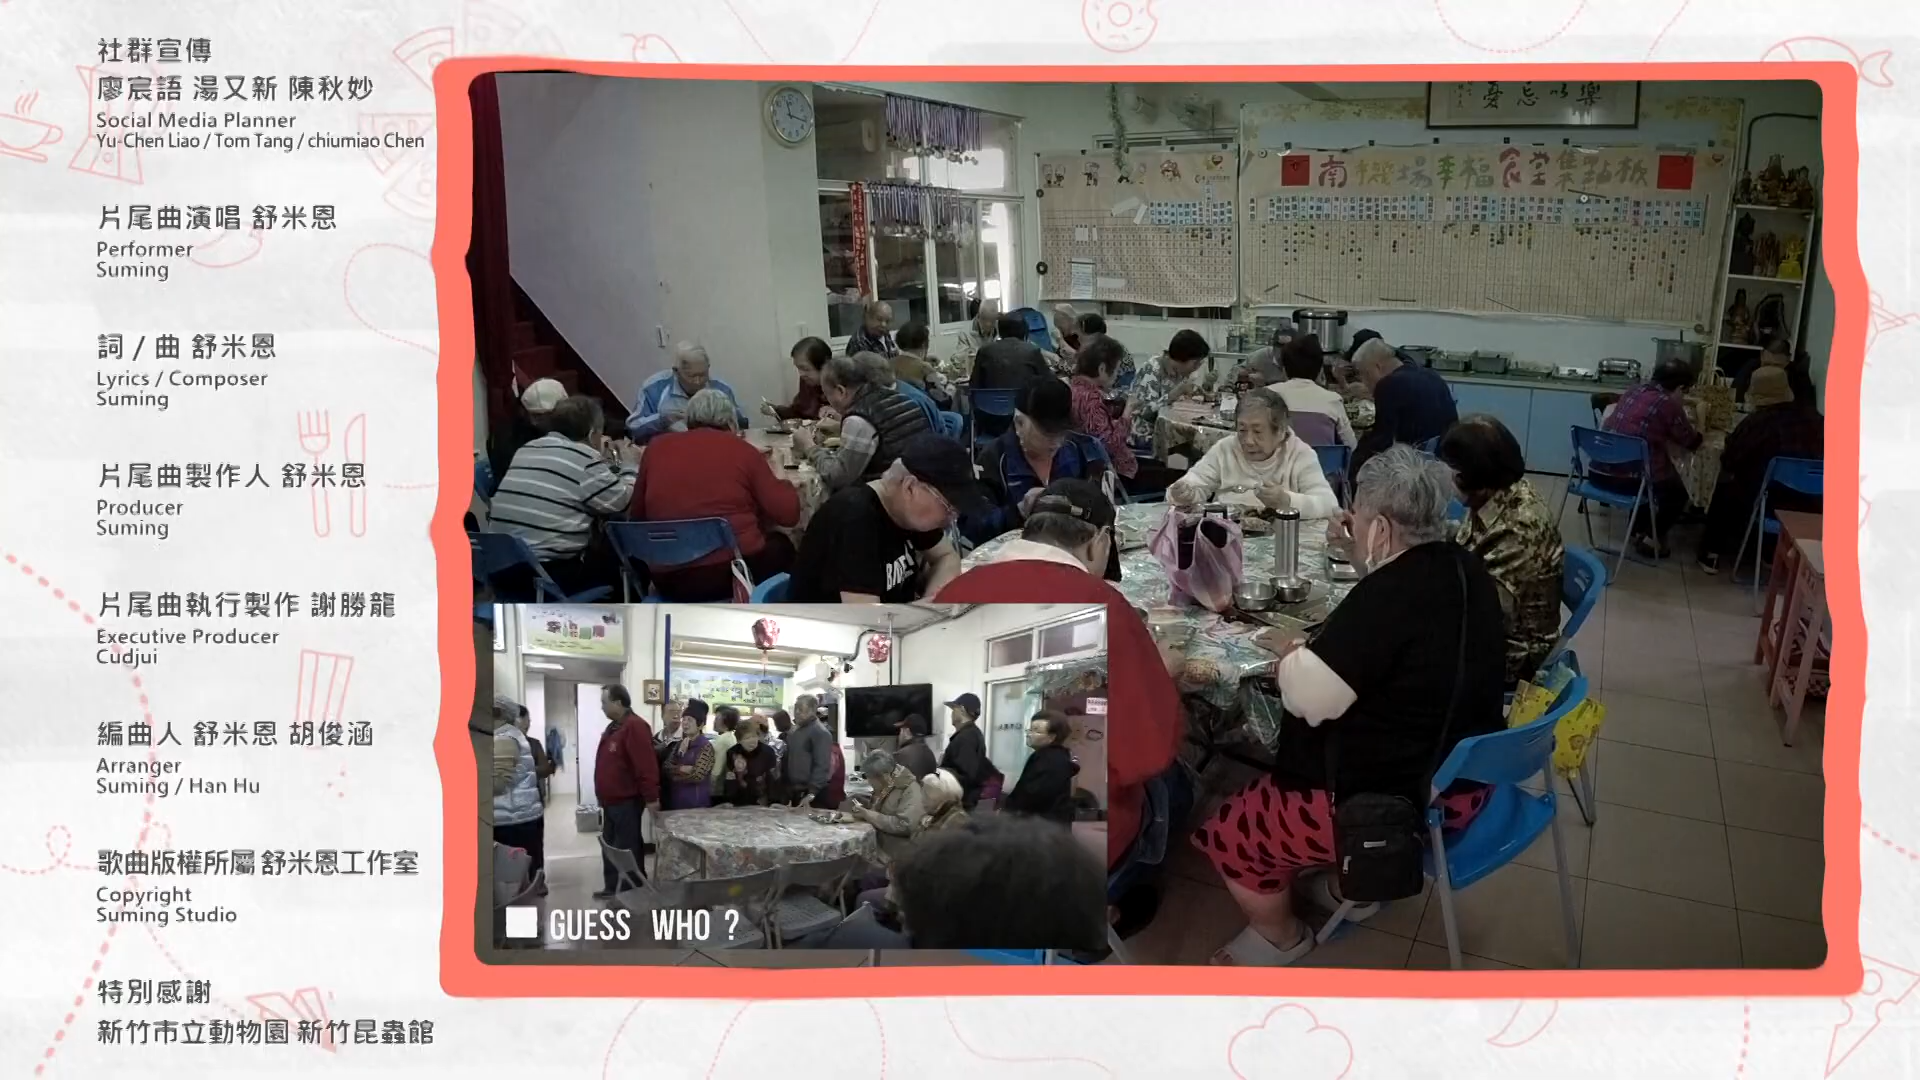 社群宣傳
廖宸語 湯又新 陳秋妙
Social Media Planner
Yu-Chen Liao / Tom Tang / chiumiao Chen
片尾曲演唱 舒米恩
Performer
Suming
詞 / 曲 舒米恩
Lyrics / Composer
Suming
片尾曲製作人 舒米恩
Producer
Suming
片尾曲執行製作 謝勝龍
Executive Producer
Cudjui
編曲人 舒米恩 胡俊涵
Arranger
Suming / Han Hu
歌曲版權所屬 舒米恩工作室
Copyright
Suming Studio
特別感謝
新竹市立動物園 新竹昆蟲館
憂忘以樂
南機場幸福食堂集點板
GUESS WHO ?